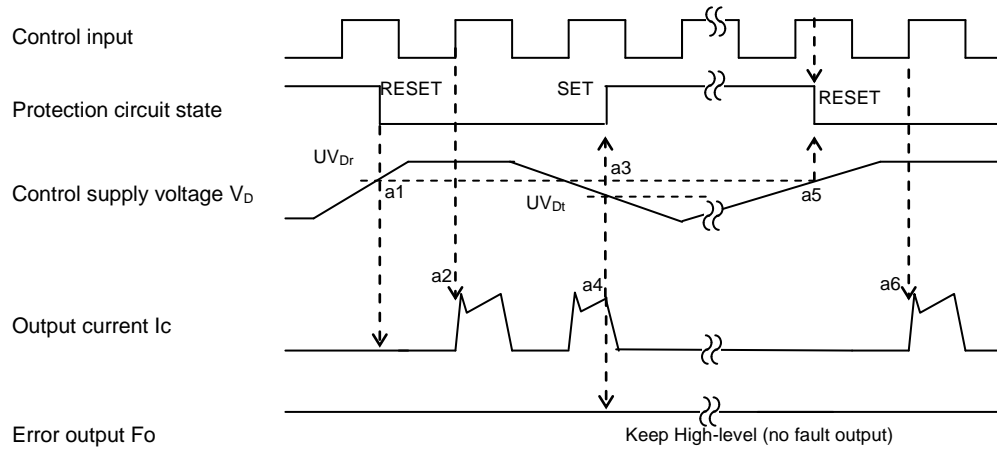 Control input
RESET
SET
RESET
Protection circuit state
UVDr
a3
Control supply voltage VD
a1
UVDt
a5
a2
a4
a6
Output current Ic
Error output Fo
Keep High-level (no fault output)